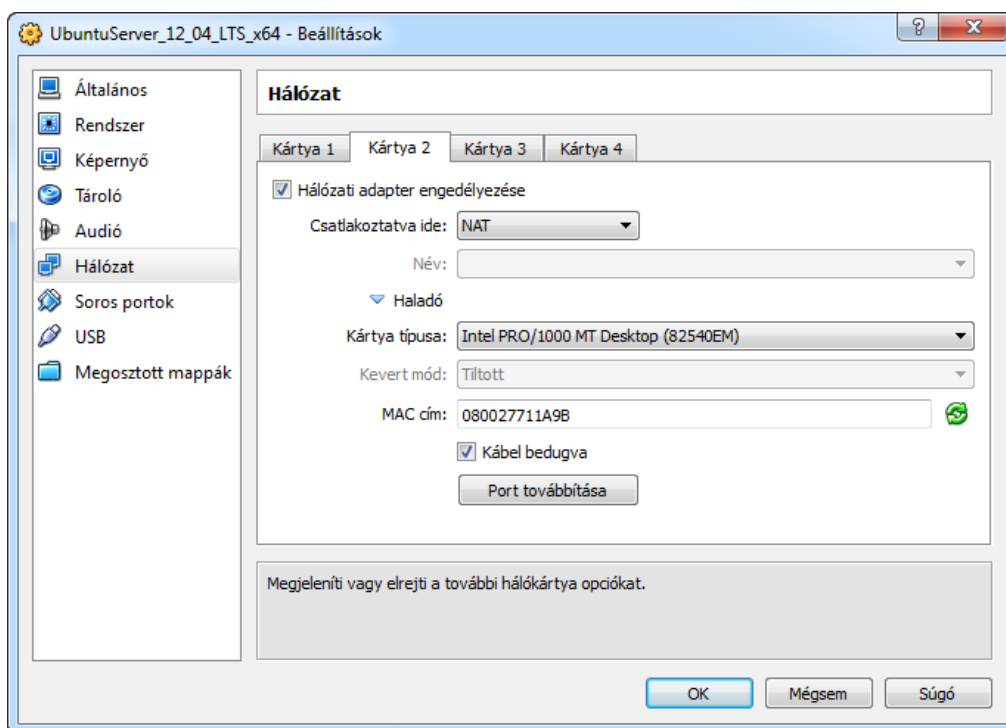 UbuntuServer_12_04_LTS_x64 - Beállítások
Általános
Rendszer
Képernyő
Tároló
Audió
Hálózat
Soros portok
USB
Megosztott mappák
Hálózat
Kártya 1 Kártya 2 Kártya 3 Kártya 4
Hálózati adapter engedélyezése
Csatlakoztatva ide: NAT
Név:
Haladó
Kártya típusa: Intel PRO/1000 MT Desktop (82540EM)
Kevert mód: Tiltott
MAC cím: 080027711A9B
Kábel bedugva
Port továbbítása
Megjeleníti vagy elrejti a további hálókártya opciókat.
OK Mégsem Súgó